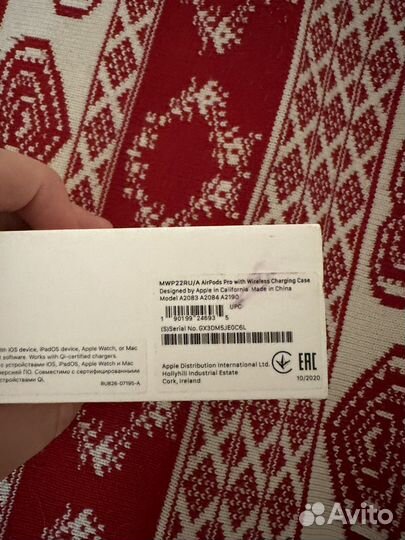 MWP22RU/A AirPods Pro with Wireless Charging Case
Designed by Apple in California Made in China
Model A2083 A2084 A2190
UPC
1 90199 24693 5
(S)Serial No. GX3DM5JE0C6L
ith iOS device, iPadOS device, Apple Watch, or Mac
t software. Works with Qi-certified chargers.
с устройствами iOS, iPadOS, Apple Watch и Mac
рсией ПО. Совместимо с сертифицированными
стройствами Qi.
RU826-07195-A
Apple Distribution International Ltd.
Hollyhill Industrial Estate
Cork, Ireland
EAC
10/2020
Avito